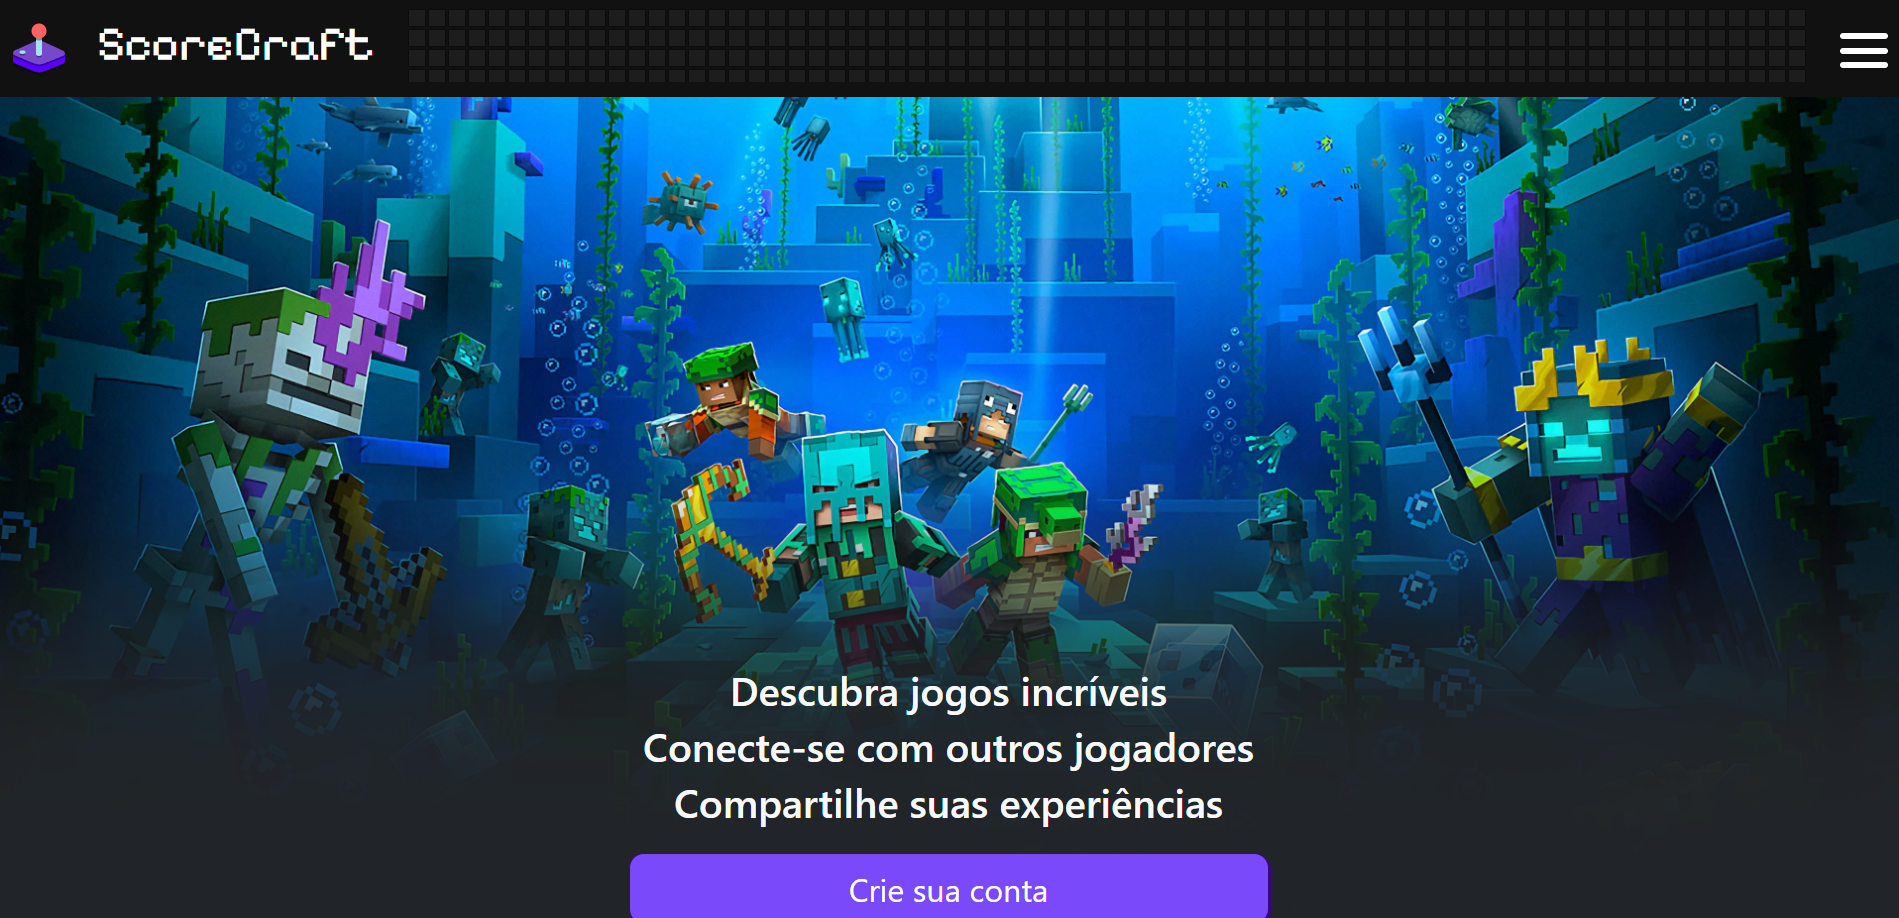 ScoreCraft
Descubra jogos incríveis
Conecte-se com outros jogadores
Compartilhe suas experiências
Crie sua conta